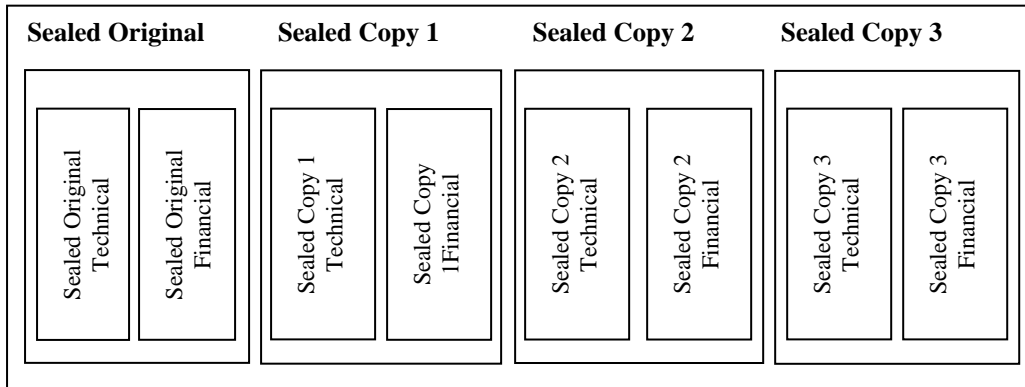 Sealed Original
Sealed Copy 1
Sealed Copy 2
Sealed Copy 3
Sealed Original
Technical
Sealed Original
Financial
Sealed Copy 1
Technical
Sealed Copy
1Financial
Sealed Copy 2
Technical
Sealed Copy 2
Financial
Sealed Copy 3
Technical
Sealed Copy 3
Financial